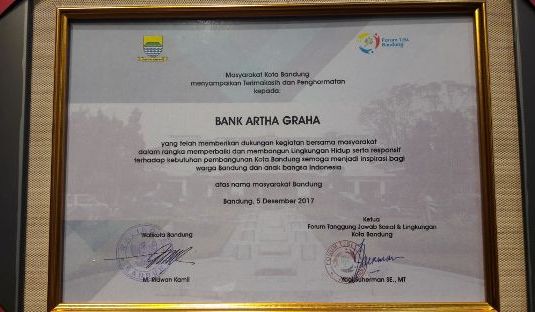 Forum TJSL
Bandung
Masyarakat Kota Bandung
menyampaikan Terimakasih dan Penghormatan
kepada:
BANK ARTHA GRAHA
yang telah memberikan dukungan kegiatan bersama masyarakat
dalam rangka memperbaiki dan membangun Lingkungan Hidup serta responsif
terhadap kebutuhan pembangunan Kota Bandung semoga menjadi inspirasi bagi
warga Bandung dan anak bangsa Indonesia
atas nama masyarakat Bandung
Bandung, 5 Desember 2017
Walikota Bandung
M. Ridwan Kamil
Ketua
Forum Tanggung Jawab Sosial & Lingkungan
Kota Bandung
Suherman SE., MT